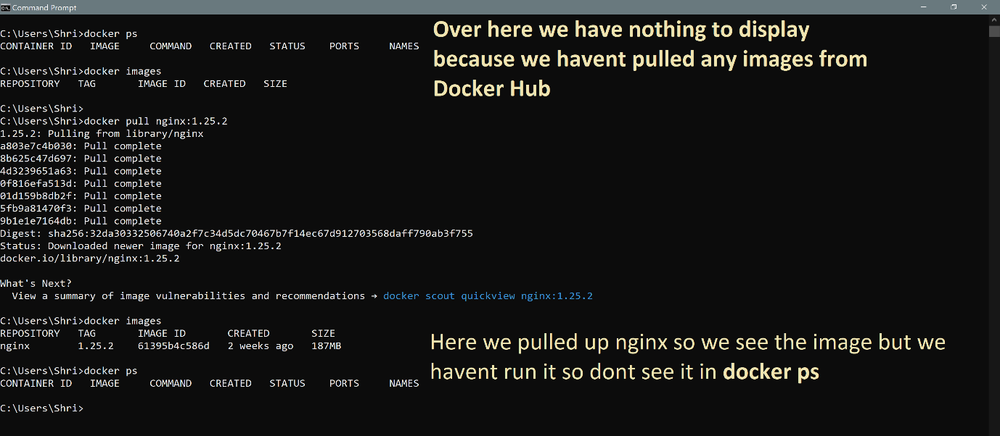 Command Prompt
C:\Users\Shri>docker ps
CONTAINER ID   IMAGE     COMMAND   CREATED   STATUS    PORTS     NAMES
Over here we have nothing to display
because we havent pulled any images from
Docker Hub
C:\Users\Shri>docker images
REPOSITORY   TAG       IMAGE ID   CREATED   SIZE
C:\Users\Shri>
C:\Users\Shri>docker pull nginx:1.25.2
1.25.2: Pulling from library/nginx
a803e7c4b030: Pull complete
8b625c47d697: Pull complete
4d3239651a63: Pull complete
0f816efa513d: Pull complete
01d159b8db2f: Pull complete
5fb9a81470f3: Pull complete
9b1e1e7164db: Pull complete
Digest: sha256:32da30332506740a2f7c34d5dc70467b7f14ec67d912703568daff790ab3f755
Status: Downloaded newer image for nginx:1.25.2
docker.io/library/nginx:1.25.2
What's Next?
  View a summary of image vulnerabilities and recommendations → docker scout quickview nginx:1.25.2
C:\Users\Shri>docker images
REPOSITORY   TAG       IMAGE ID       CREATED       SIZE
nginx        1.25.2    61395b4c586d   2 weeks ago   187MB
Here we pulled up nginx so we see the image but we
havent run it so dont see it in docker ps
C:\Users\Shri>docker ps
CONTAINER ID   IMAGE     COMMAND   CREATED   STATUS    PORTS     NAMES
C:\Users\Shri>